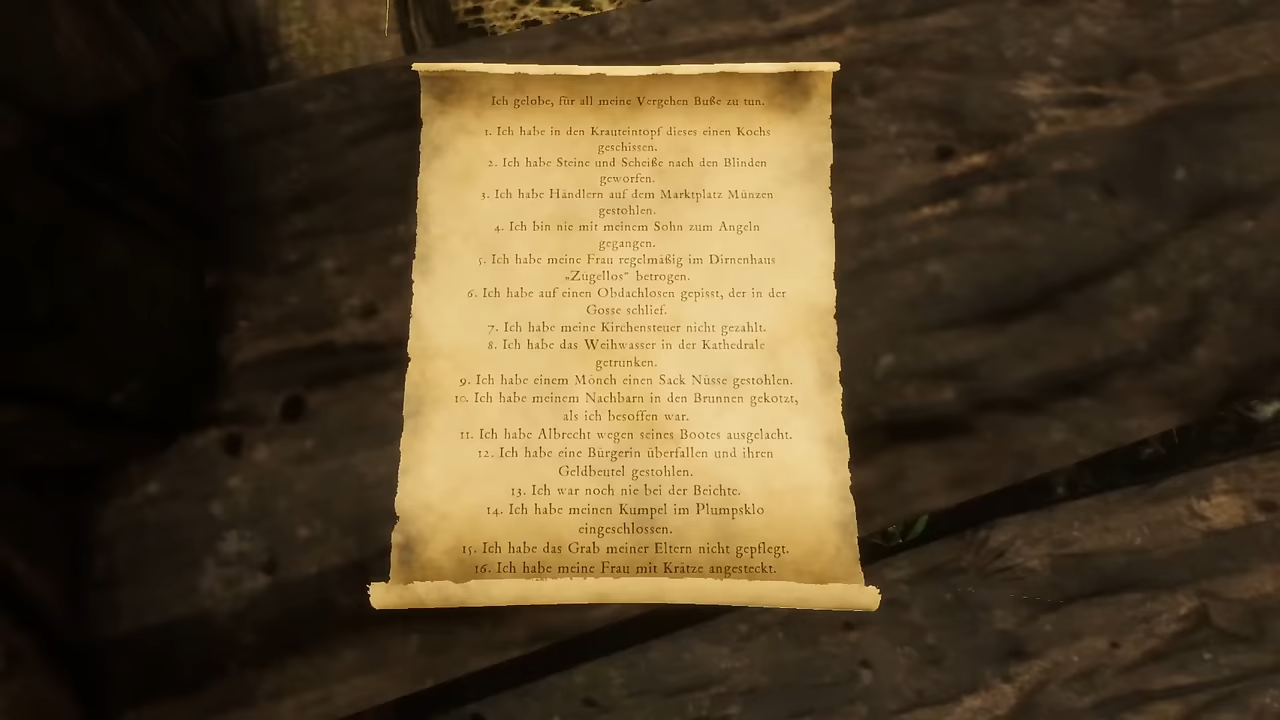 Ich gelobe, für all meine Vergehen Buße zu tun.
1. Ich habe in den Krauteintopf dieses einen Kochs
geschissen.
2. Ich habe Steine und Scheiße nach den Blinden
geworfen.
3. Ich habe Händlern auf dem Marktplatz Münzen
gestohlen.
4. Ich bin nie mit meinem Sohn zum Angeln
gegangen.
5. Ich habe meine Frau regelmäßig im Dirnenhaus
„Zügellos“ betrogen.
6. Ich habe auf einen Obdachlosen gepisst, der in der
Gosse schlief.
7. Ich habe meine Kirchensteuer nicht gezahlt.
8. Ich habe das Weihwasser in der Kathedrale
getrunken.
9. Ich habe einem Mönch einen Sack Nüsse gestohlen.
10. Ich habe meinem Nachbarn in den Brunnen gekotzt,
als ich besoffen war.
11. Ich habe Albrecht wegen seines Bootes ausgelacht.
12. Ich habe eine Bürgerin überfallen und ihren
Geldbeutel gestohlen.
13. Ich war noch nie bei der Beichte.
14. Ich habe meinen Kumpel im Plumpsklo
eingeschlossen.
15. Ich habe das Grab meiner Eltern nicht gepflegt.
16. Ich habe meine Frau mit Krätze angesteckt.